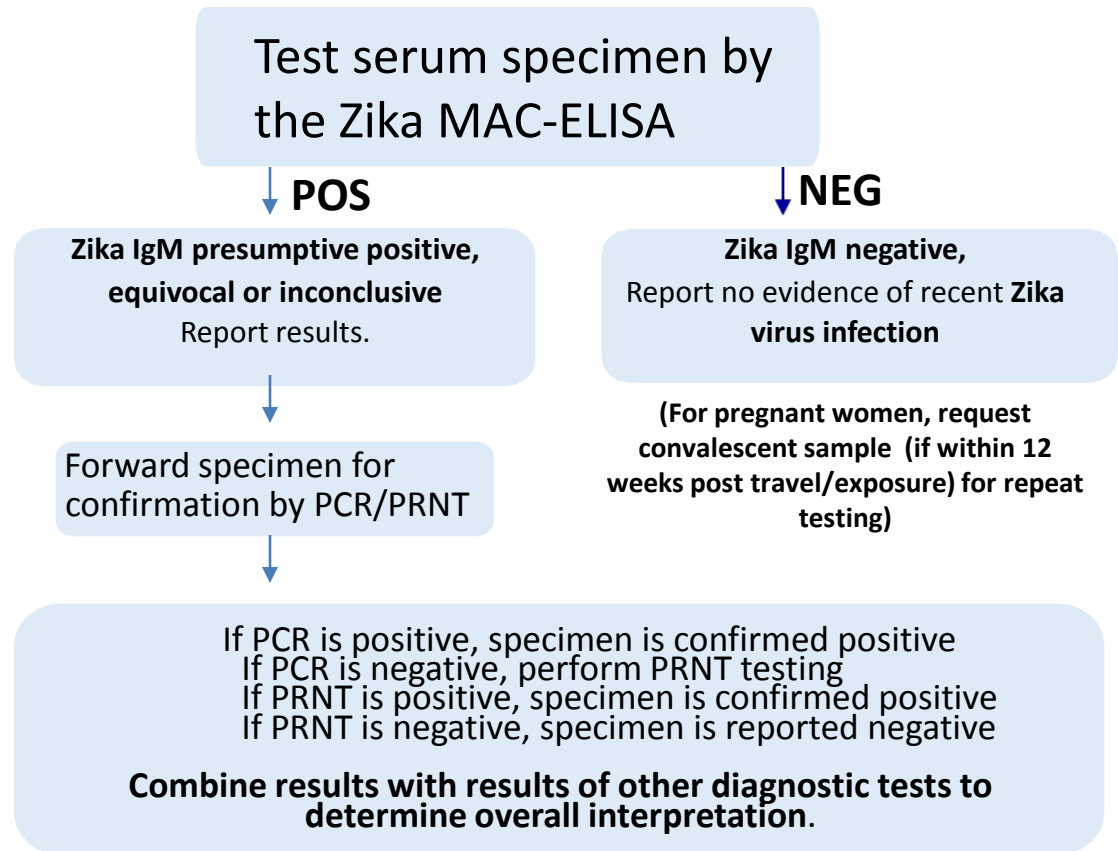 Test serum specimen by
the Zika MAC-ELISA
POS
NEG
Zika IgM presumptive positive,
equivocal or inconclusive
Report results.
Zika IgM negative,
Report no evidence of recent Zika
virus infection
(For pregnant women, request
convalescent sample (if within 12
weeks post travel/exposure) for repeat
testing)
Forward specimen for
confirmation by PCR/PRNT
If PCR is positive, specimen is confirmed positive
If PCR is negative, perform PRNT testing
If PRNT is positive, specimen is confirmed positive
If PRNT is negative, specimen is reported negative
Combine results with results of other diagnostic tests to
determine overall interpretation.